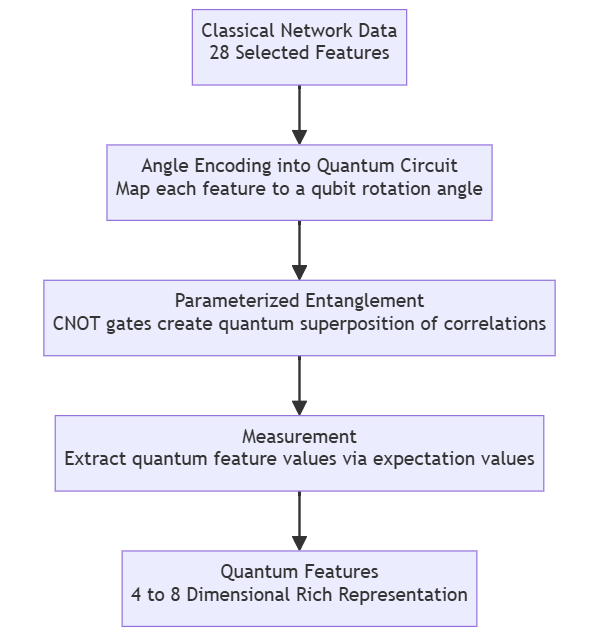 Classical Network Data
28 Selected Features
Angle Encoding into Quantum Circuit
Map each feature to a qubit rotation angle
Parameterized Entanglement
CNOT gates create quantum superposition of correlations
Measurement
Extract quantum feature values via expectation values
Quantum Features
4 to 8 Dimensional Rich Representation